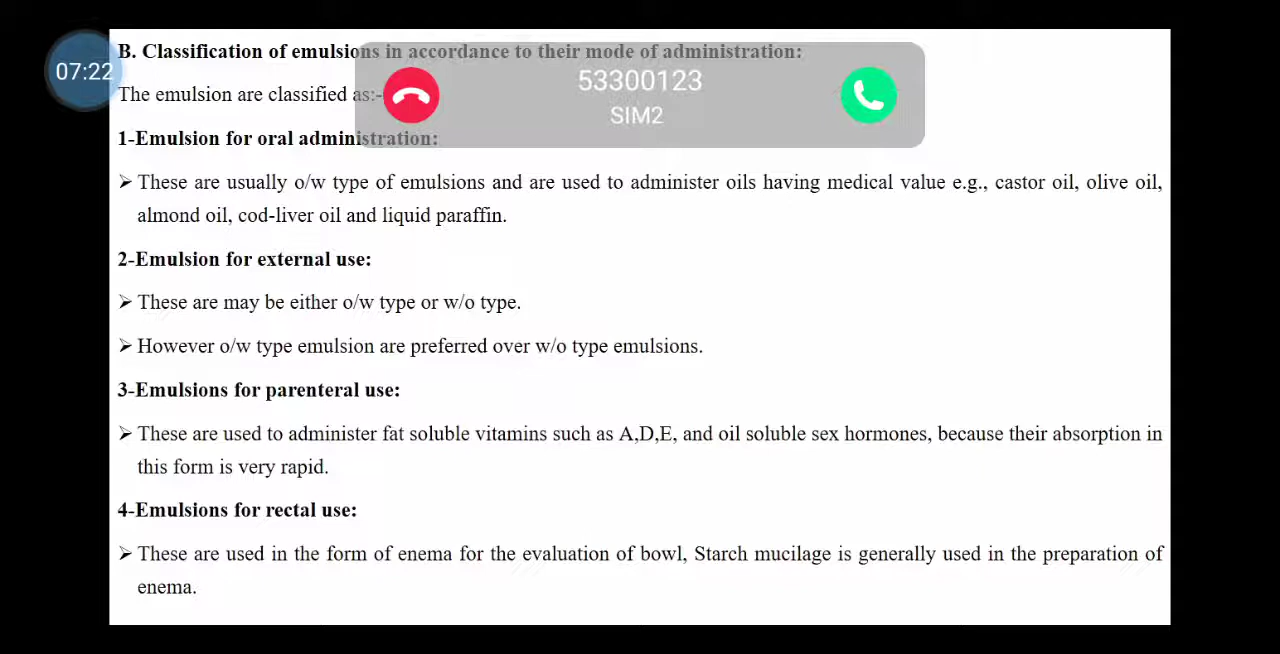 B. Classification of emulsions in accordance to their mode of administration:
07:22
53300123
The emulsion are classified as:-
SIM2
1-Emulsion for oral administration:
➢ These are usually o/w type of emulsions and are used to administer oils having medical value e.g., castor oil, olive oil,
almond oil, cod-liver oil and liquid paraffin.
2-Emulsion for external use:
➢ These are may be either o/w type or w/o type.
➢ However o/w type emulsion are preferred over w/o type emulsions.
3-Emulsions for parenteral use:
➢ These are used to administer fat soluble vitamins such as A,D,E, and oil soluble sex hormones, because their absorption in
this form is very rapid.
4-Emulsions for rectal use:
➢ These are used in the form of enema for the evaluation of bowl, Starch mucilage is generally used in the preparation of
enema.